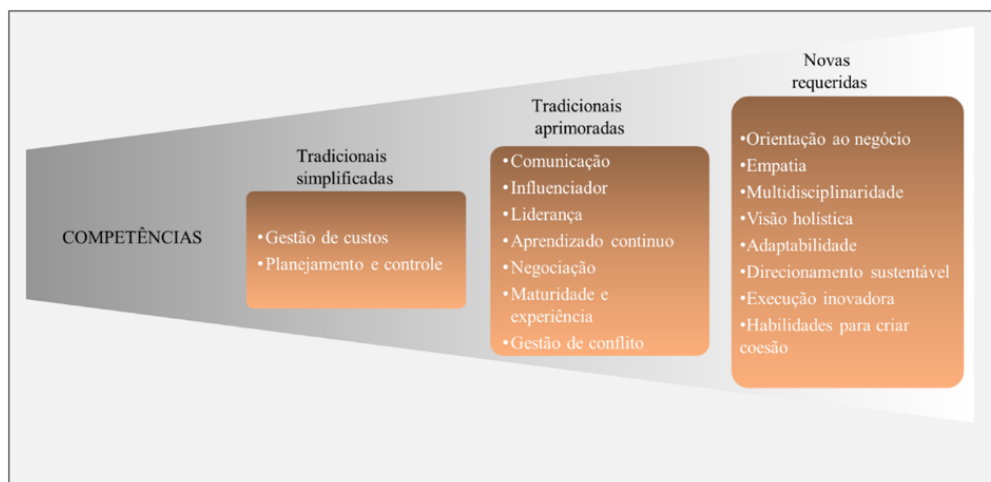 COMPETÊNCIAS
Tradicionais
simplificadas
•Gestão de custos
•Planejamento e controle
Tradicionais
aprimoradas
•Comunicação
•Influenciador
•Liderança
•Aprendizado continuo
•Negociação
•Maturidade e
experiência
•Gestão de conflito
Novas
requeridas
•Orientação ao negócio
•Empatia
•Multidisciplinaridade
•Visão holística
•Adaptabilidade
•Direcionamento sustentável
•Execução inovadora
•Habilidades para criar
coesão